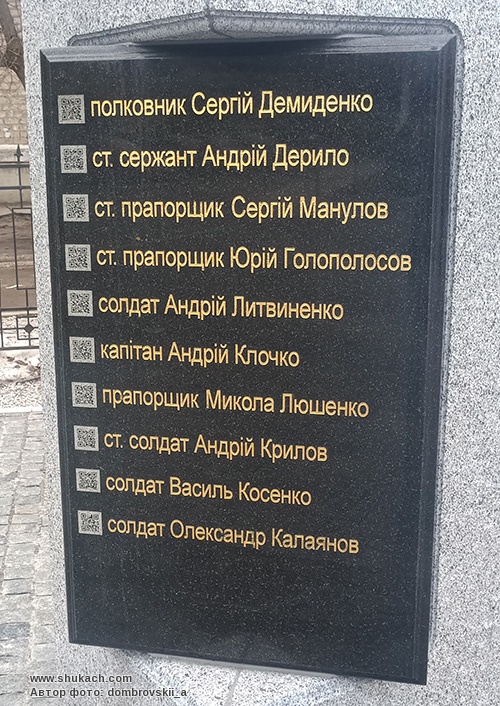 полковник Сергій Демиденко
ст. сержант Андрій Дерило
ст. прапорщик Сергій Манулов
ст. прапорщик Юрій Голополосов
солдат Андрій Литвиненко
капітан Андрій Клочко
прапорщик Микола Люшенко
ст. солдат Андрій Крилов
солдат Василь Косенко
солдат Олександр Калаянов
www.shukach.com
Автор фото: dombrovskii_a